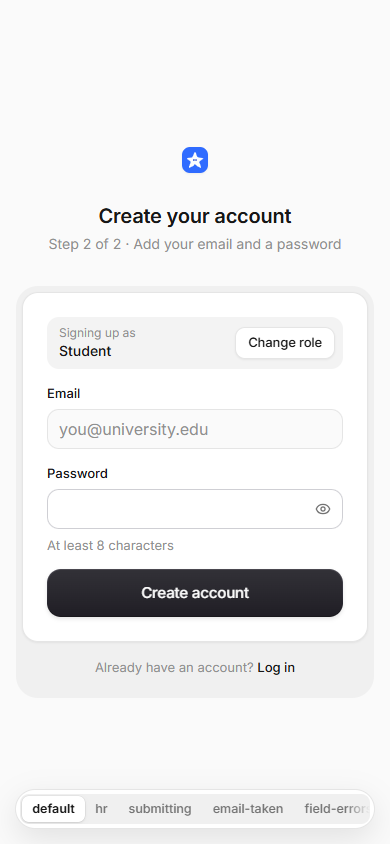 Create your account
Step 2 of 2 · Add your email and a password
Signing up as
Student
Change role
Email
you@university.edu
Password
At least 8 characters
Create account
Already have an account? Log in
default hr submitting email-taken field-error